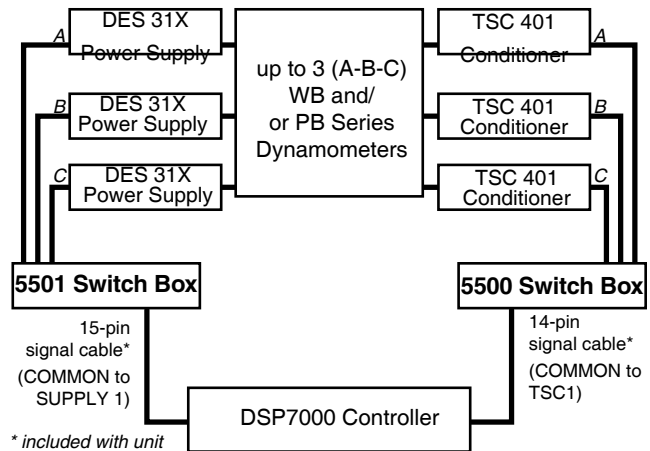 A
DES 31X
Power Supply
B
DES 31X
Power Supply
C
DES 31X
Power Supply
up to 3 (A-B-C)
WB and/
or PB Series
Dynamometers
TSC 401
Conditioner
A
TSC 401
Conditioner
B
TSC 401
Conditioner
C
5501 Switch Box
5500 Switch Box
15-pin
signal cable*
(COMMON to
SUPPLY 1)
14-pin
signal cable*
(COMMON to
TSC1)
DSP7000 Controller
* included with unit